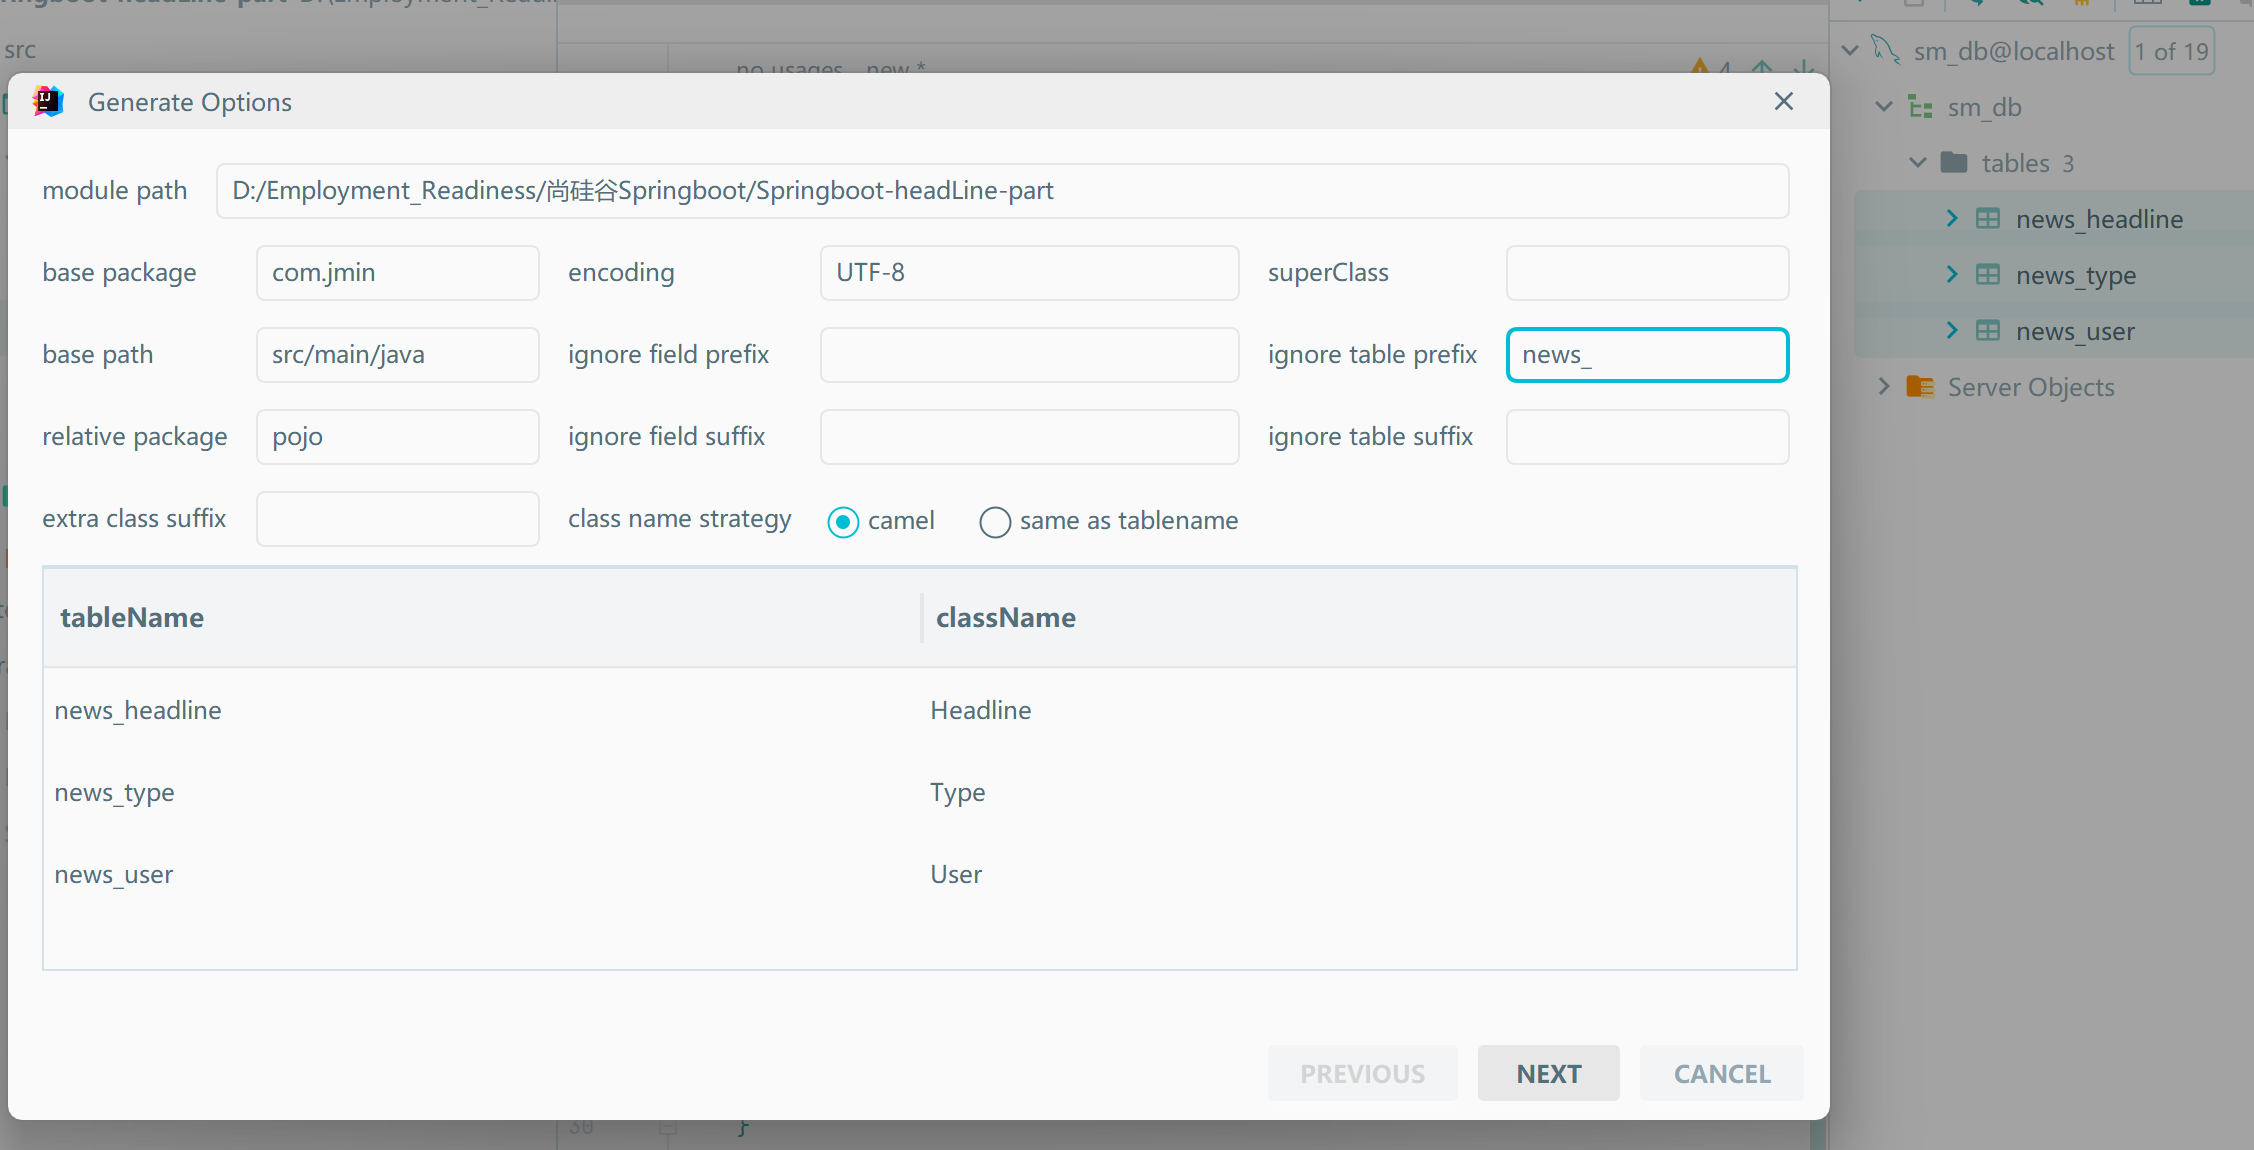 src
no usages   new *
4
sm_db@localhost 1 of 19
sm_db
tables 3
news_headline
news_type
news_user
Server Objects
Generate Options
module path D:/Employment_Readiness/尚硅谷Springboot/Springboot-headLine-part
base package com.jmin encoding UTF-8 superClass
base path src/main/java ignore field prefix ignore table prefix news_
relative package pojo ignore field suffix ignore table suffix
extra class suffix class name strategy camel same as tablename
tableName className
news_headline Headline
news_type Type
news_user User
PREVIOUS NEXT CANCEL
30 }